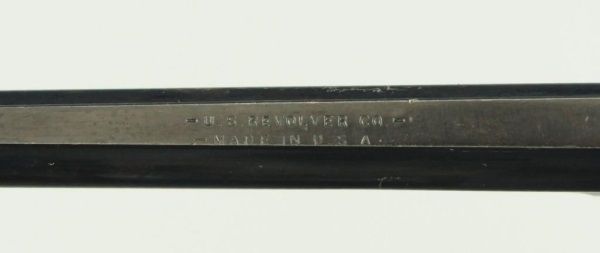 - U. S. REVOLVER CO. -
- MADE IN U. S. A. -